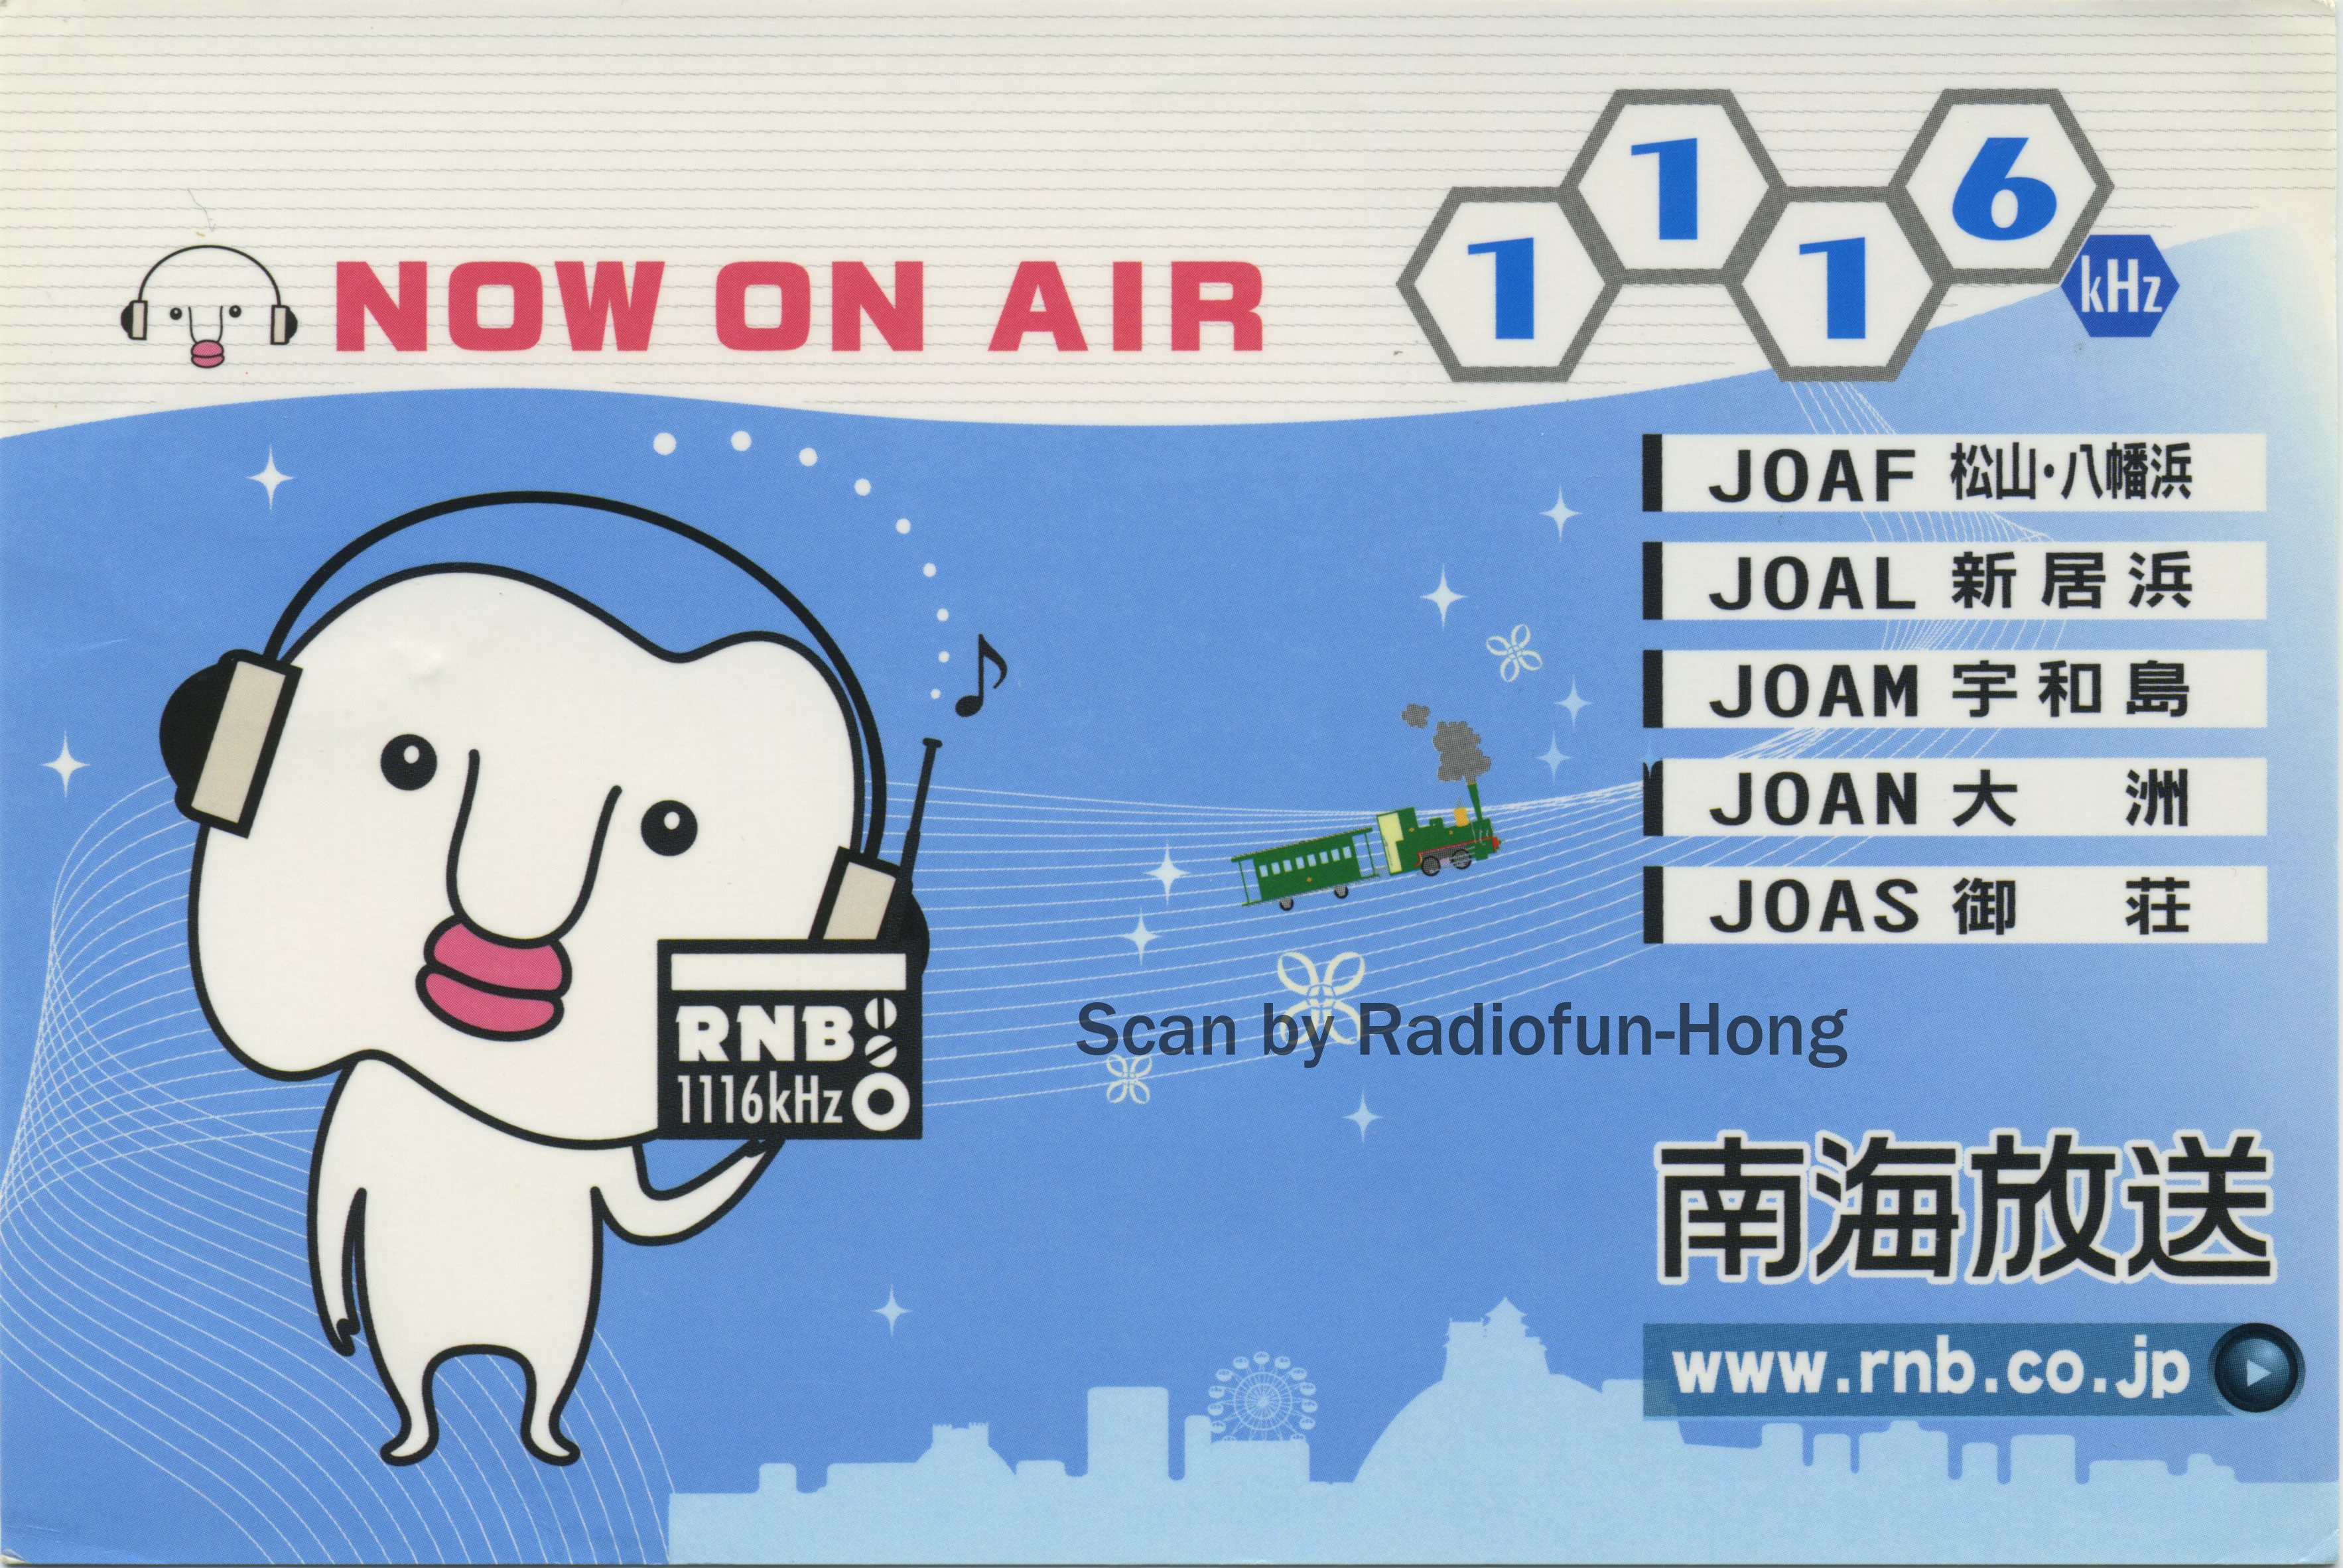 NOW ON AIR
1116 kHz
JOAF 松山・八幡浜
JOAL 新居浜
JOAM 宇和島
JOAN 大洲
JOAS 御荘
RNB
1116kHz
Scan by Radiofun-Hong
南海放送
www.rnb.co.jp